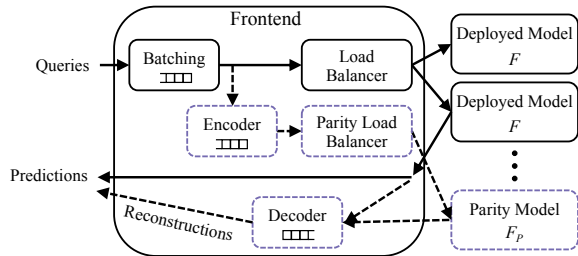 Frontend
Queries
Batching
Load
Balancer
Deployed Model
F
Deployed Model
F
Encoder
Parity Load
Balancer
Predictions
Reconstructions
Decoder
Parity Model
F_P